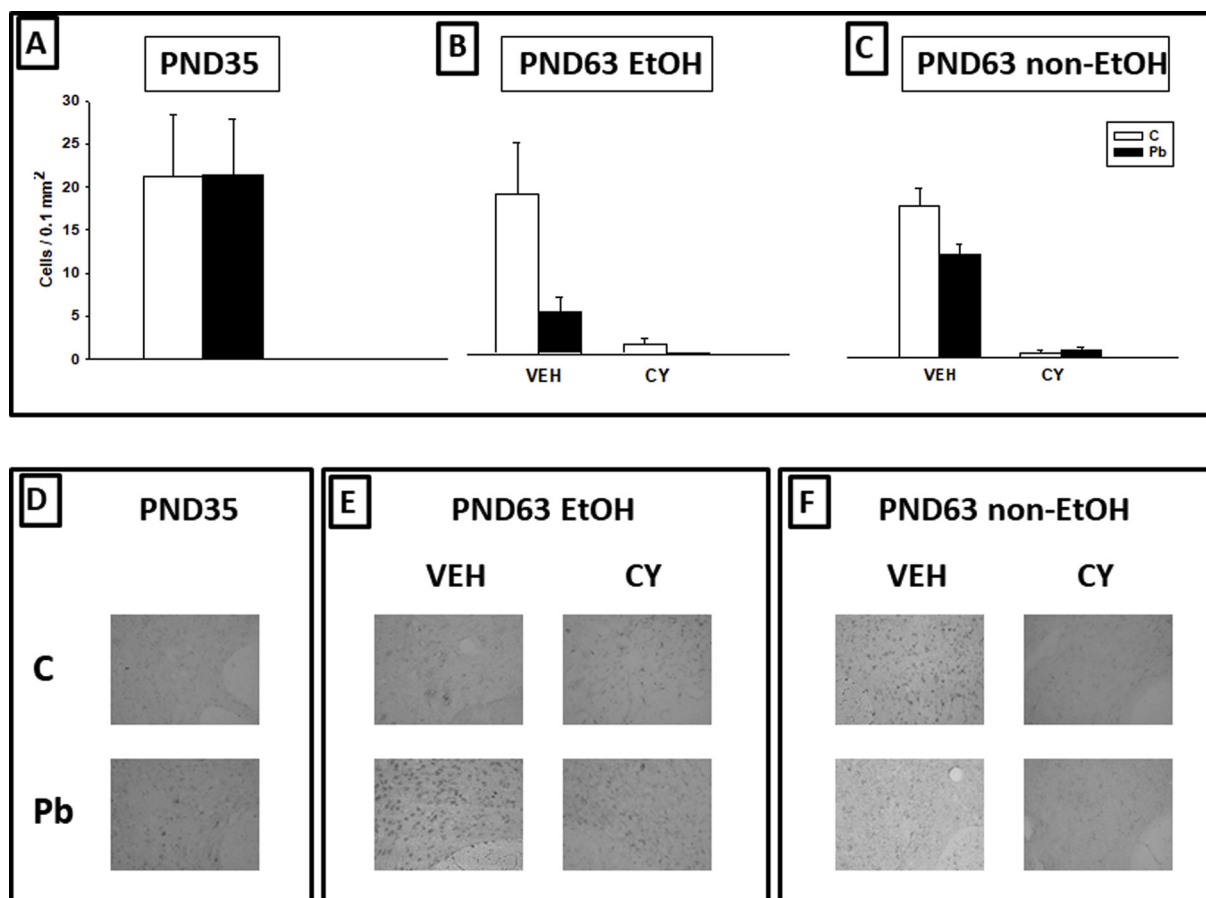 A
PND35
B
PND63 EtOH
C
PND63 non-EtOH
C
Pb
Cells / 0.1 mm²
30
25
20
15
10
5
0
VEH
CY
VEH
CY
D
PND35
E
PND63 EtOH
VEH
CY
F
PND63 non-EtOH
VEH
CY
C
Pb